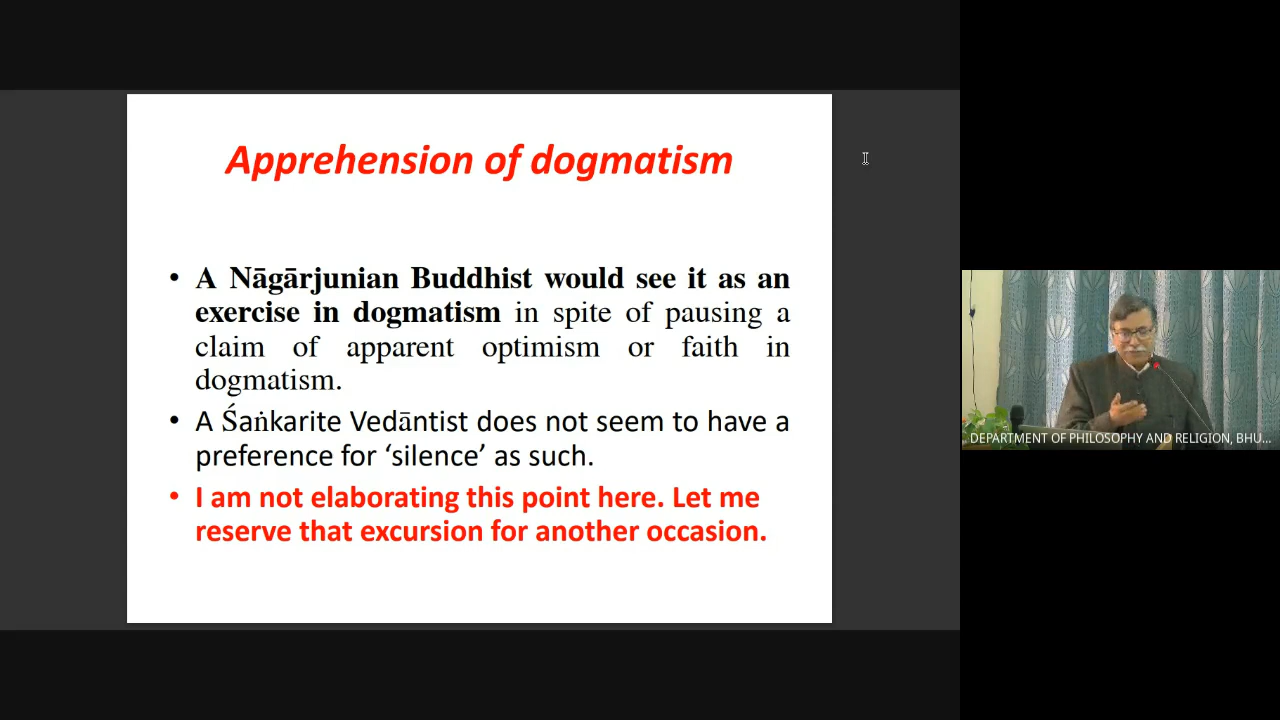 Apprehension of dogmatism
• A Nāgārjunian Buddhist would see it as an
exercise in dogmatism in spite of pausing a
claim of apparent optimism or faith in
dogmatism.
• A Śaṅkarite Vedāntist does not seem to have a
preference for ‘silence’ as such.
• I am not elaborating this point here. Let me
reserve that excursion for another occasion.
DEPARTMENT OF PHILOSOPHY AND RELIGION, BHU...